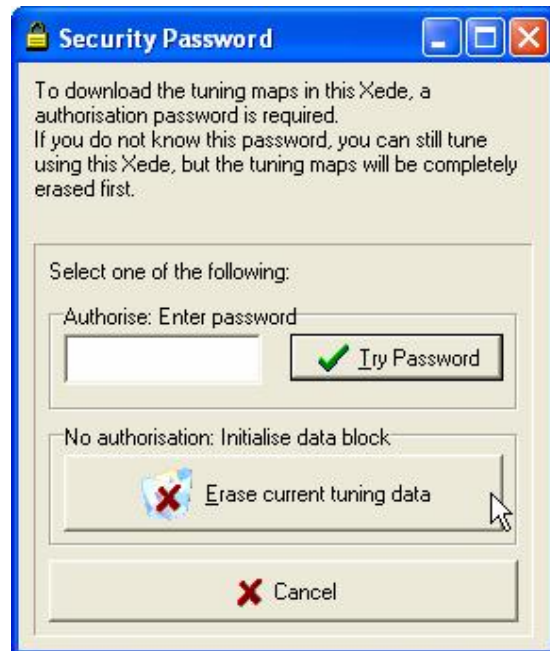 Security Password
To download the tuning maps in this Xede, a
authorisation password is required.
If you do not know this password, you can still tune
using this Xede, but the tuning maps will be completely
erased first.
Select one of the following:
Authorise: Enter password
Try Password
No authorisation: Initialise data block
Erase current tuning data
Cancel